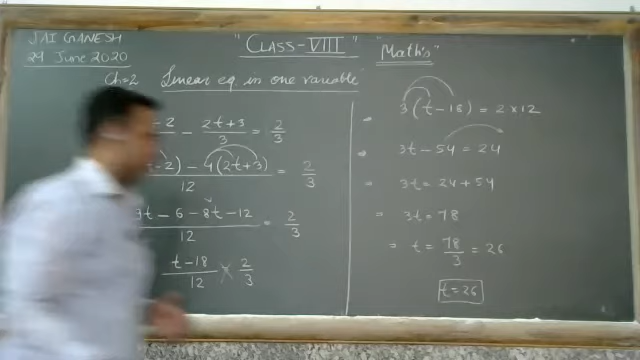 JAI GANESH
29 June 2020
"CLASS-VIII"
"Maths"
Ch=2 Linear eq in one variable
-2 - 2t+3/3 = 2/3
-2) - 4(2t+3)/12 = 2/3
3t-6-8t-12/12 = 2/3
t-18/12 × 2/3
= 3(t-18) = 2×12
= 3t-54 = 24
= 3t = 24+54
= 3t = 78
= t = 78/3 = 26
t=26